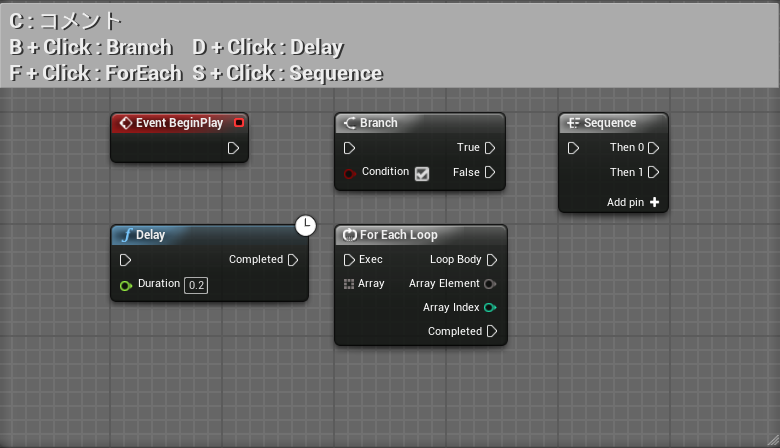 C : コメント
B + Click : Branch D + Click : Delay
F + Click : ForEach S + Click : Sequence
Event BeginPlay
Branch
True
Condition
False
Sequence
Then 0
Then 1
Add pin
Delay
Completed
Duration 0.2
For Each Loop
Exec Loop Body
Array Array Element
Array Index
Completed